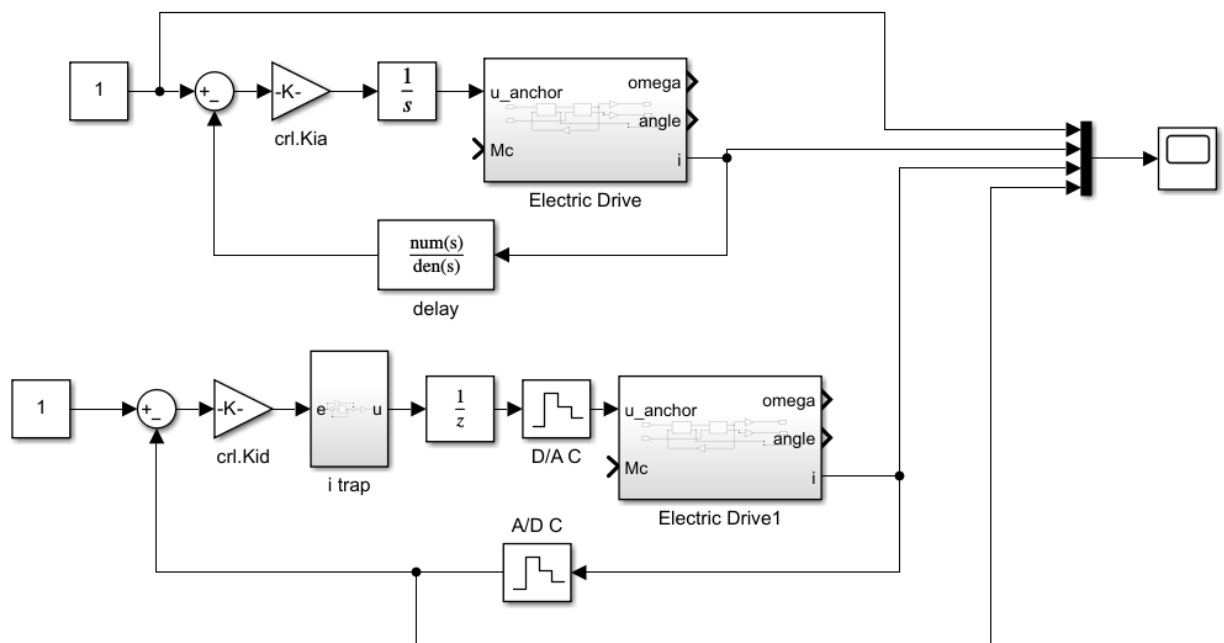 1
+
−
-K-
crl.Kia
1
s
u_anchor
Mc
omega
angle
i
Electric Drive
num(s)
den(s)
delay
1
+
−
-K-
crl.Kid
e
u
i trap
1
z
D/A C
u_anchor
Mc
omega
angle
i
Electric Drive1
A/D C